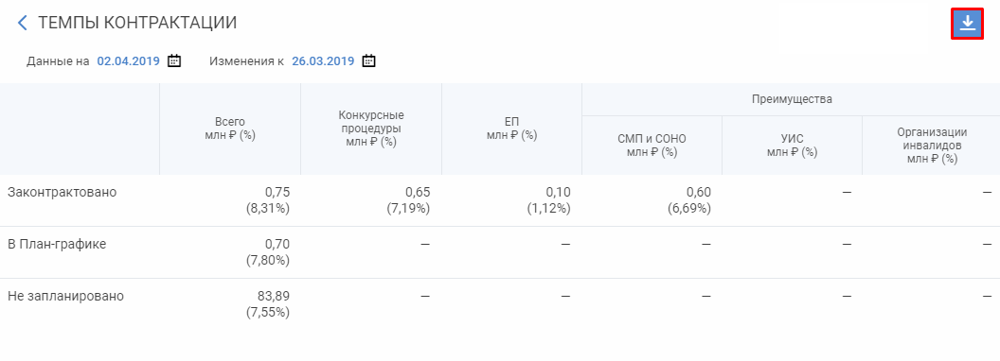 ТЕМПЫ КОНТРАКТАЦИИ
Данные на 02.04.2019 Изменения к 26.03.2019
Преимущества
Всего
млн ₽ (%)
Конкурсные
процедуры
млн ₽ (%)
ЕП
млн ₽ (%)
СМП и СОНО
млн ₽ (%)
УИС
млн ₽ (%)
Организации
инвалидов
млн ₽ (%)
Законтрактовано 0,75 0,65 0,10 0,60 — —
(8,31%) (7,19%) (1,12%) (6,69%)
В План-графике 0,70 — — — — —
(7,80%)
Не запланировано 83,89 — — — — —
(7,55%)